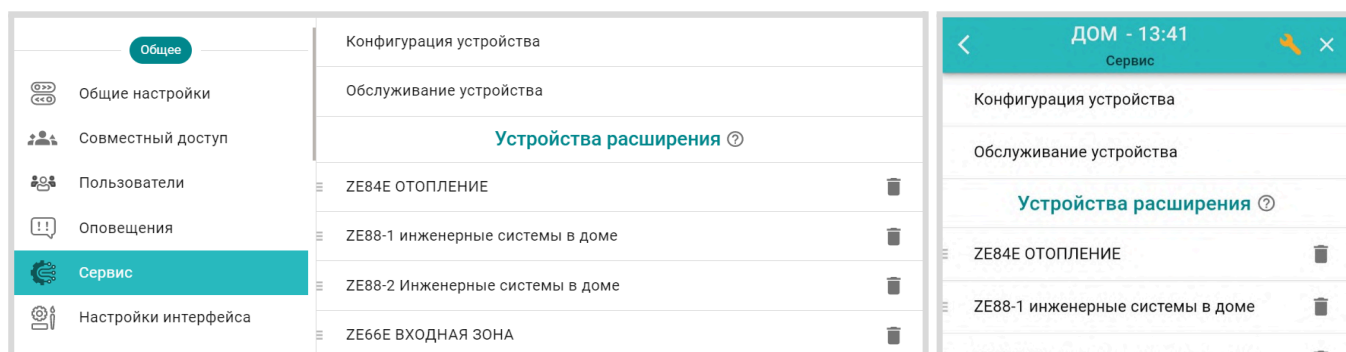 Общее
Общие настройки
Совместный доступ
Пользователи
Оповещения
Сервис
Настройки интерфейса
Конфигурация устройства
Обслуживание устройства
Устройства расширения ?
ZE84E ОТОПЛЕНИЕ
ZE88-1 инженерные системы в доме
ZE88-2 Инженерные системы в доме
ZE66E ВХОДНАЯ ЗОНА
ДОМ - 13:41
Сервис
Конфигурация устройства
Обслуживание устройства
Устройства расширения ?
ZE84E ОТОПЛЕНИЕ
ZE88-1 инженерные системы в доме